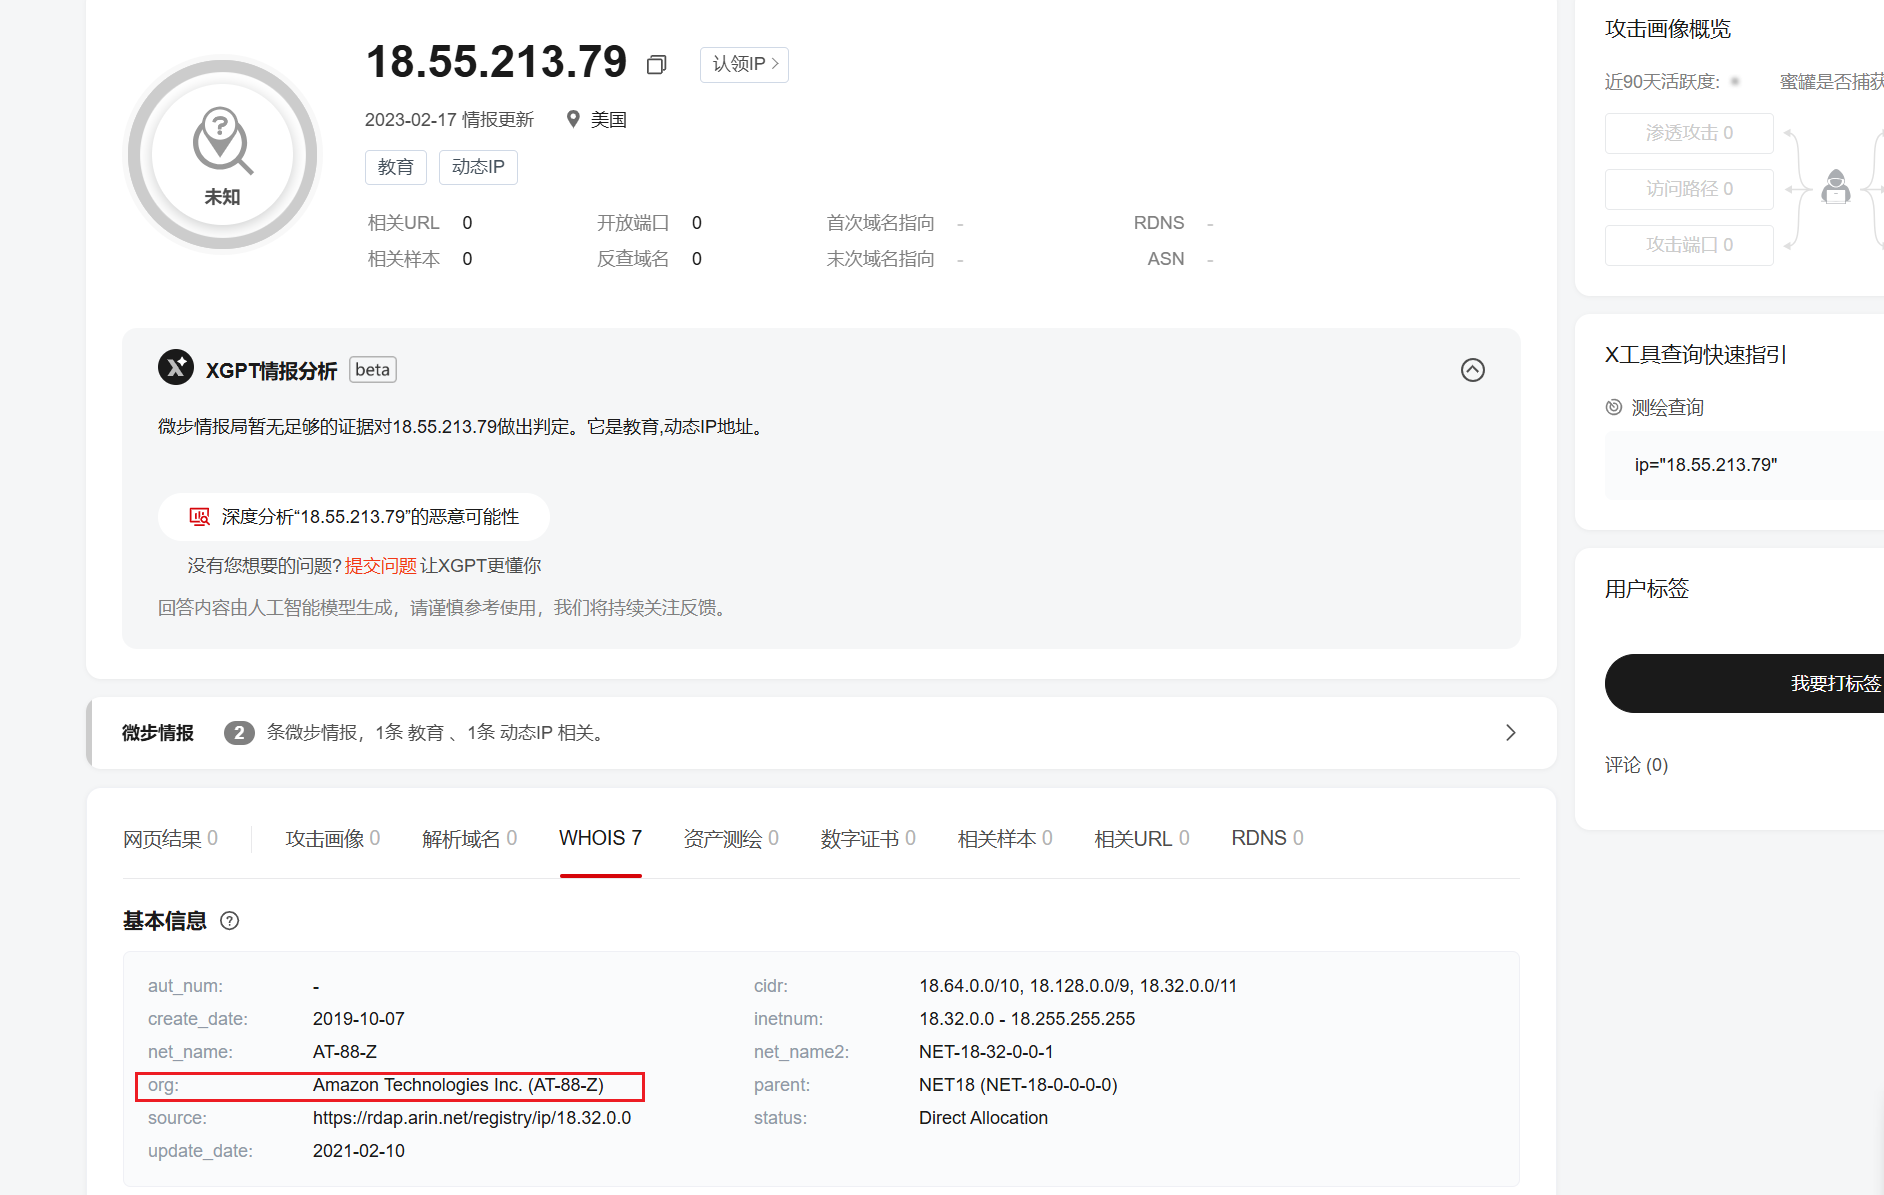 18.55.213.79
认领IP >
2023-02-17 情报更新 美国
教育 动态IP
未知
相关URL 0 开放端口 0 首次域名指向 - RDNS -
相关样本 0 反查域名 0 末次域名指向 - ASN -
XGPT情报分析 beta
微步情报局暂无足够的证据对18.55.213.79做出判定。它是教育,动态IP地址。
深度分析“18.55.213.79”的恶意可能性
没有您想要的问题?提交问题 让XGPT更懂你
回答内容由人工智能模型生成，请谨慎参考使用，我们将持续关注反馈。
微步情报 2 条微步情报，1条 教育 、1条 动态IP 相关。
网页结果 0 攻击画像 0 解析域名 0 WHOIS 7 资产测绘 0 数字证书 0 相关样本 0 相关URL 0 RDNS 0
基本信息
aut_num: - cidr: 18.64.0.0/10, 18.128.0.0/9, 18.32.0.0/11
create_date: 2019-10-07 inetnum: 18.32.0.0 - 18.255.255.255
net_name: AT-88-Z net_name2: NET-18-32-0-0-1
org: Amazon Technologies Inc. (AT-88-Z) parent: NET18 (NET-18-0-0-0-0)
source: https://rdap.arin.net/registry/ip/18.32.0.0 status: Direct Allocation
update_date: 2021-02-10
攻击画像概览
近90天活跃度: 蜜罐是否捕获
渗透攻击 0
访问路径 0
攻击端口 0
X工具查询快速指引
测绘查询
ip="18.55.213.79"
用户标签
我要打标签
评论 (0)